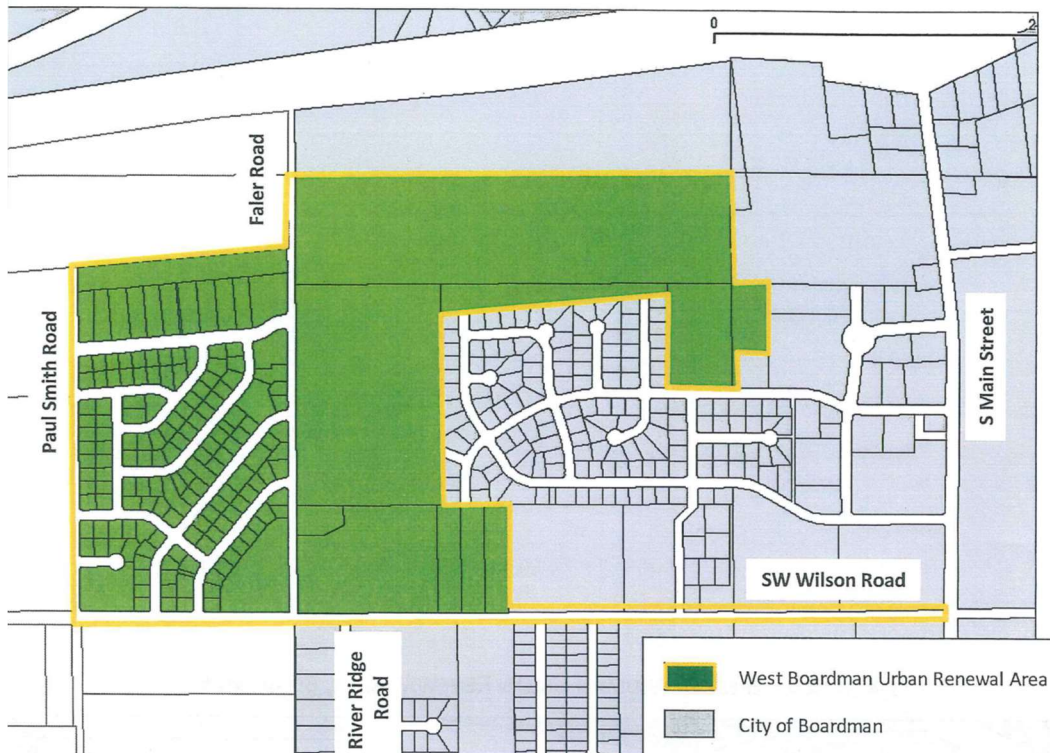 0
2
Faler Road
Paul Smith Road
S Main Street
SW Wilson Road
River Ridge
Road
West Boardman Urban Renewal Area
City of Boardman